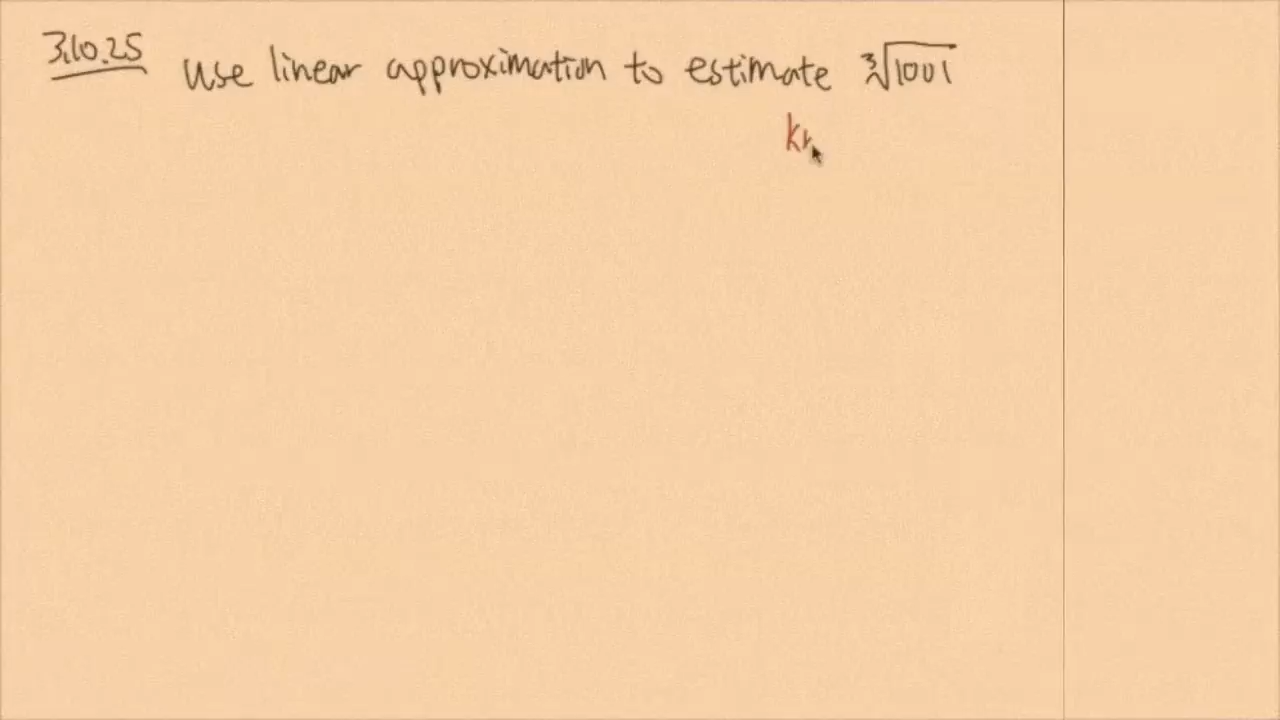 3.10.25 use linear approximation to estimate ∛1001